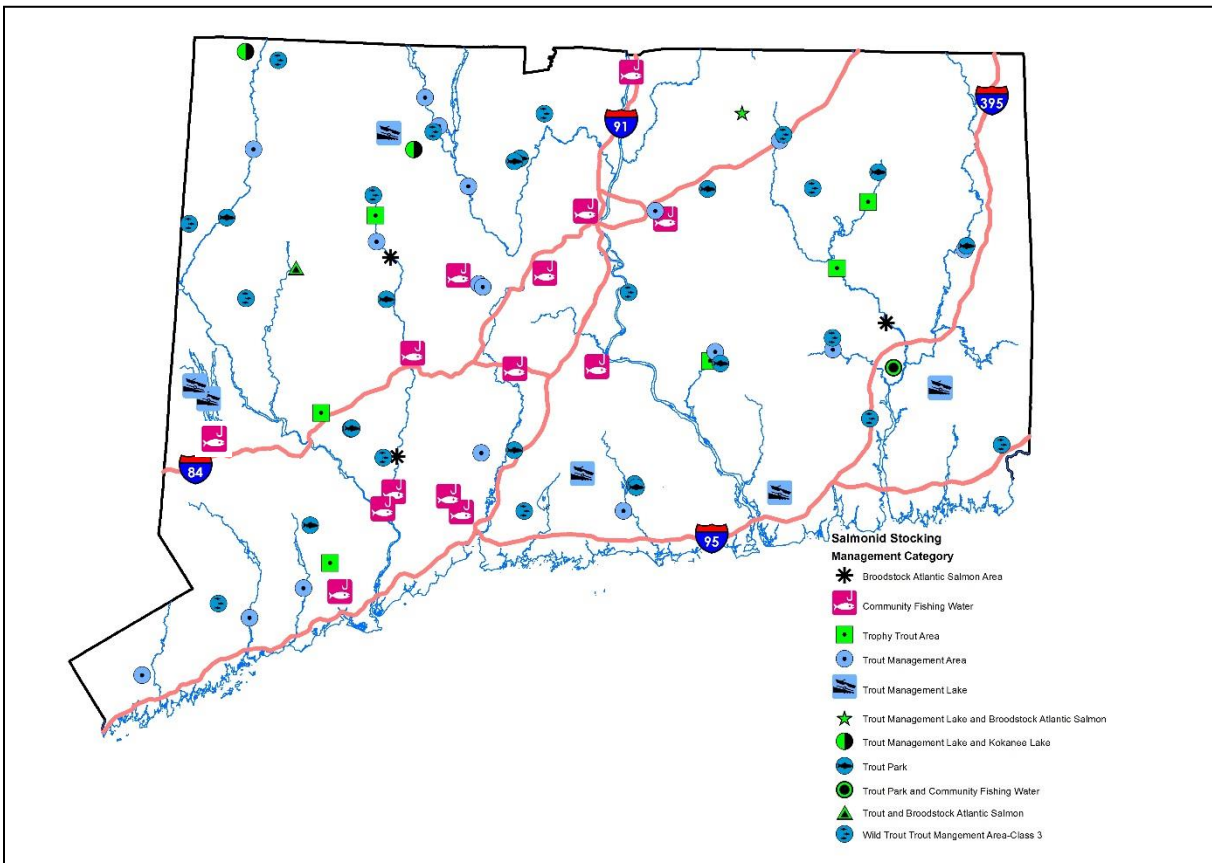 91
395
84
95
Salmonid Stocking
Management Category
Broodstock Atlantic Salmon Area
Community Fishing Water
Trophy Trout Area
Trout Management Area
Trout Management Lake
Trout Management Lake and Broodstock Atlantic Salmon
Trout Management Lake and Kokanee Lake
Trout Park
Trout Park and Community Fishing Water
Trout and Broodstock Atlantic Salmon
Wild Trout Trout Mangement Area-Class 3